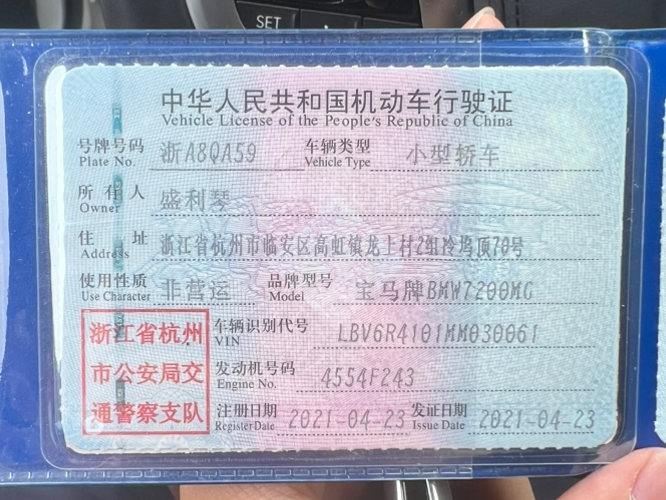 SET
中华人民共和国机动车行驶证
Vehicle License of the People's Republic of China
号牌号码 浙A8QA59 车辆类型 小型轿车
Plate No. Vehicle Type
所有人 盛利琴
Owner
住址 浙江省杭州市临安区高虹镇龙上村2组冷坞顶70号
Address
使用性质 非营运 品牌型号 宝马牌BMW7200MG
Use Character Model
浙江省杭州 车辆识别代号 LBV6R4101MM030061
VIN
市公安局交 发动机号码 4554F243
Engine No.
通警察支队 注册日期 2021-04-23 发证日期 2021-04-23
Register Date Issue Date